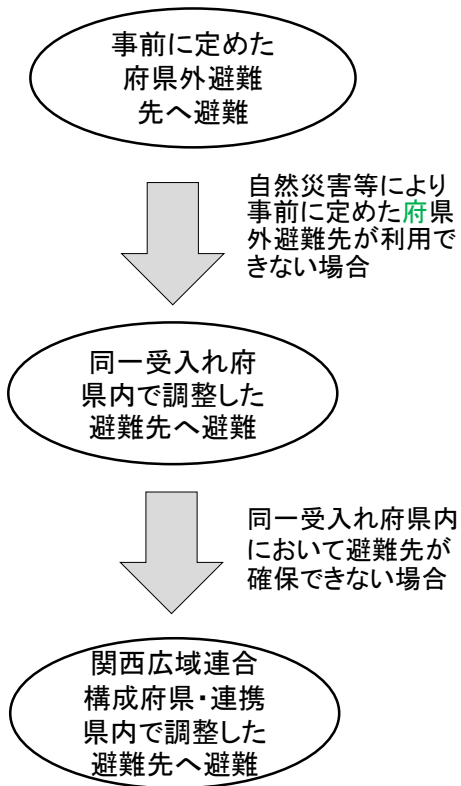 事前に定めた
府県外避難
先へ避難
自然災害等により
事前に定めた府県
外避難先が利用で
きない場合
同一受入れ府
県内で調整した
避難先へ避難
同一受入れ府県内
において避難先が
確保できない場合
関西広域連合
構成府県・連携
県内で調整した
避難先へ避難